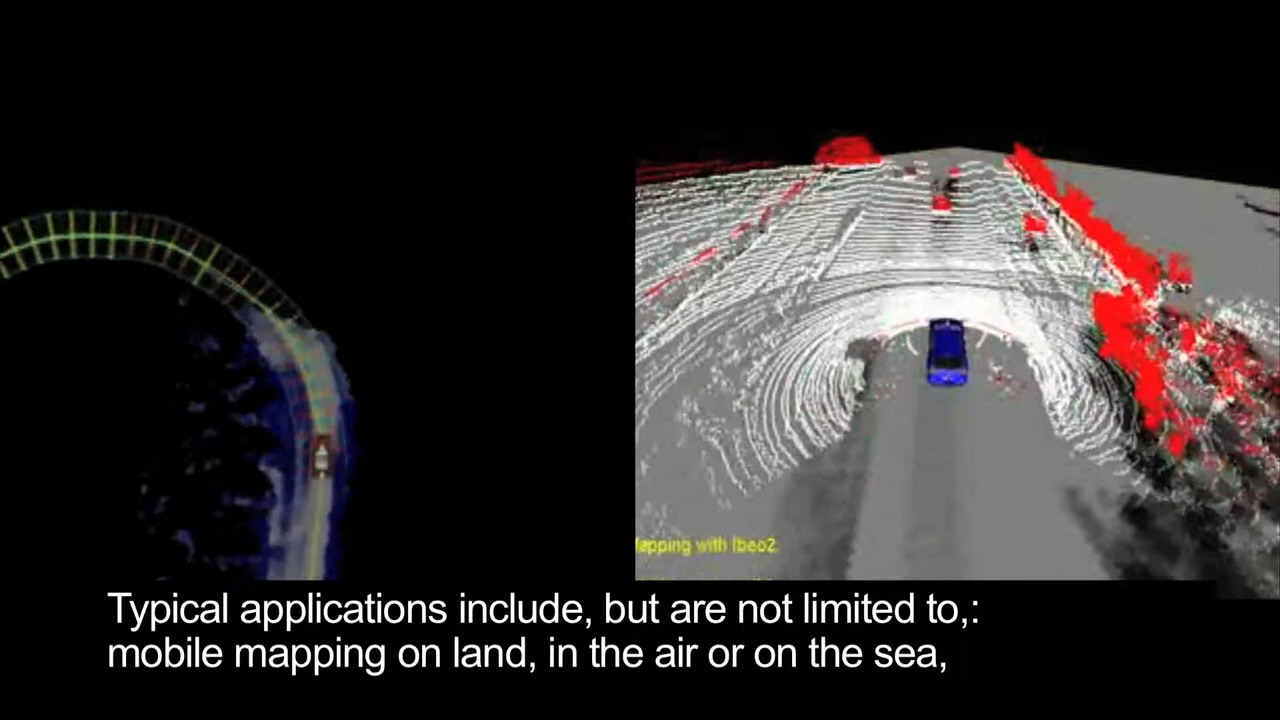 Mapping with Ibeo2
Typical applications include, but are not limited to,:
mobile mapping on land, in the air or on the sea,